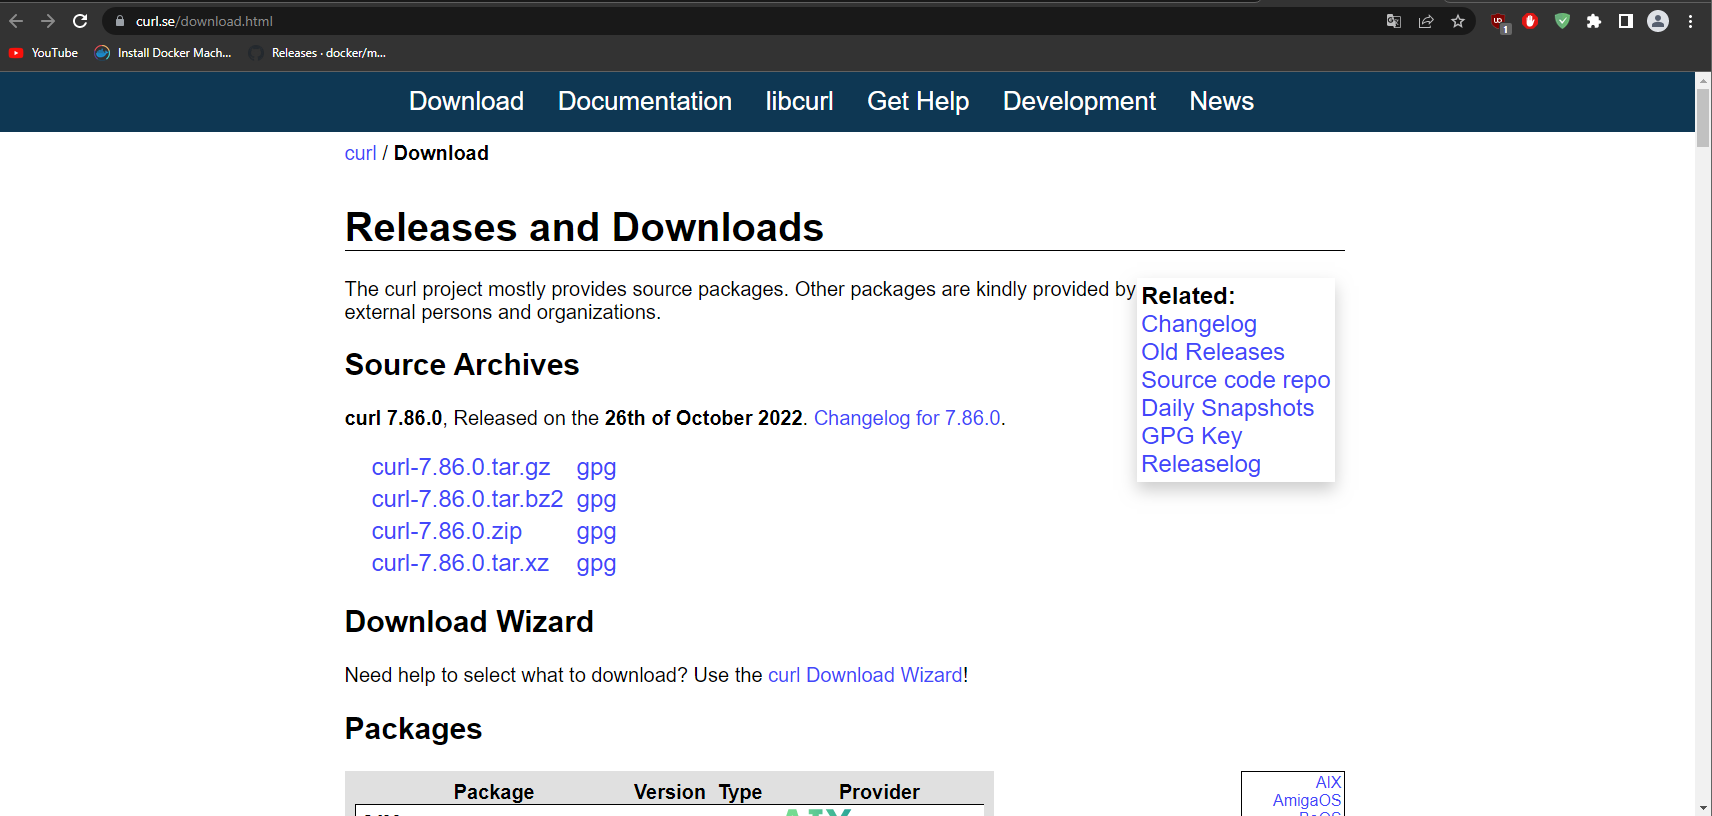 curl.se/download.html
1
YouTube
Install Docker Mach...
Releases · docker/m...
Download Documentation libcurl Get Help Development News
curl / Download
Releases and Downloads
The curl project mostly provides source packages. Other packages are kindly provided by
external persons and organizations.
Related:
Changelog
Old Releases
Source code repo
Daily Snapshots
GPG Key
Releaselog
Source Archives
curl 7.86.0, Released on the 26th of October 2022. Changelog for 7.86.0.
curl-7.86.0.tar.gz gpg
curl-7.86.0.tar.bz2 gpg
curl-7.86.0.zip gpg
curl-7.86.0.tar.xz gpg
Download Wizard
Need help to select what to download? Use the curl Download Wizard!
Packages
Package Version Type Provider
AIX
AmigaOS